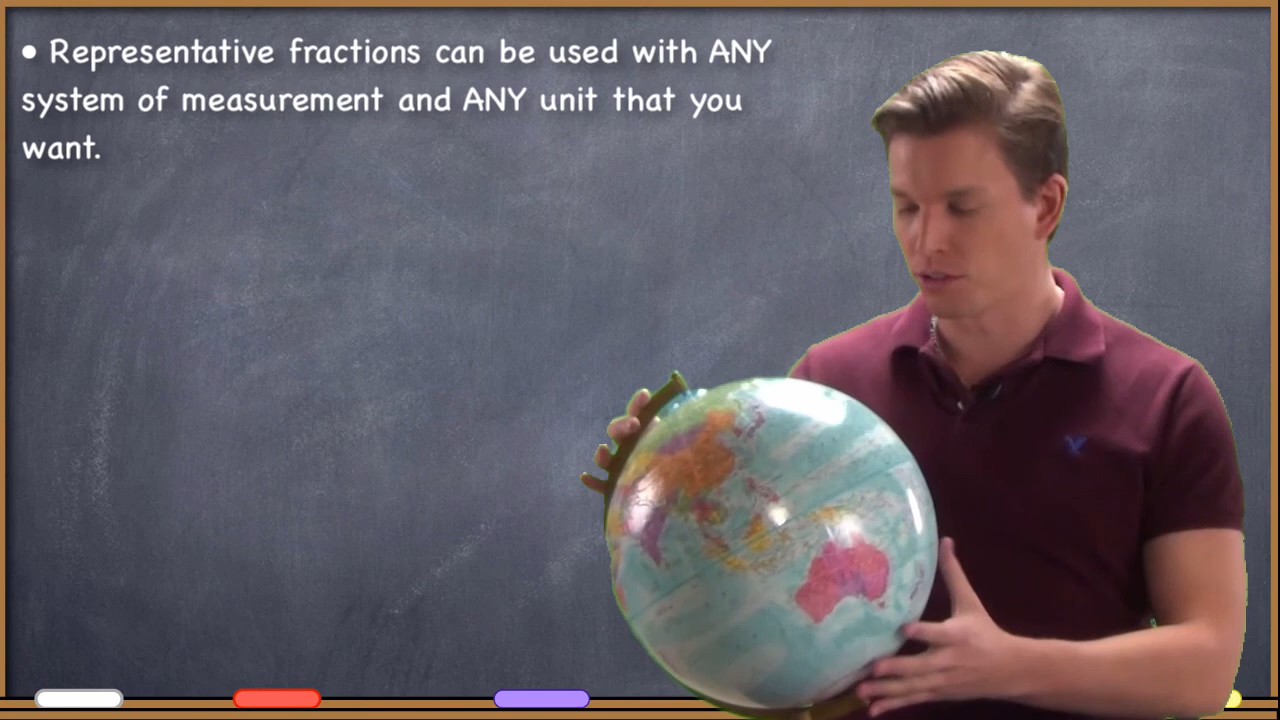 • Representative fractions can be used with ANY
system of measurement and ANY unit that you
want.